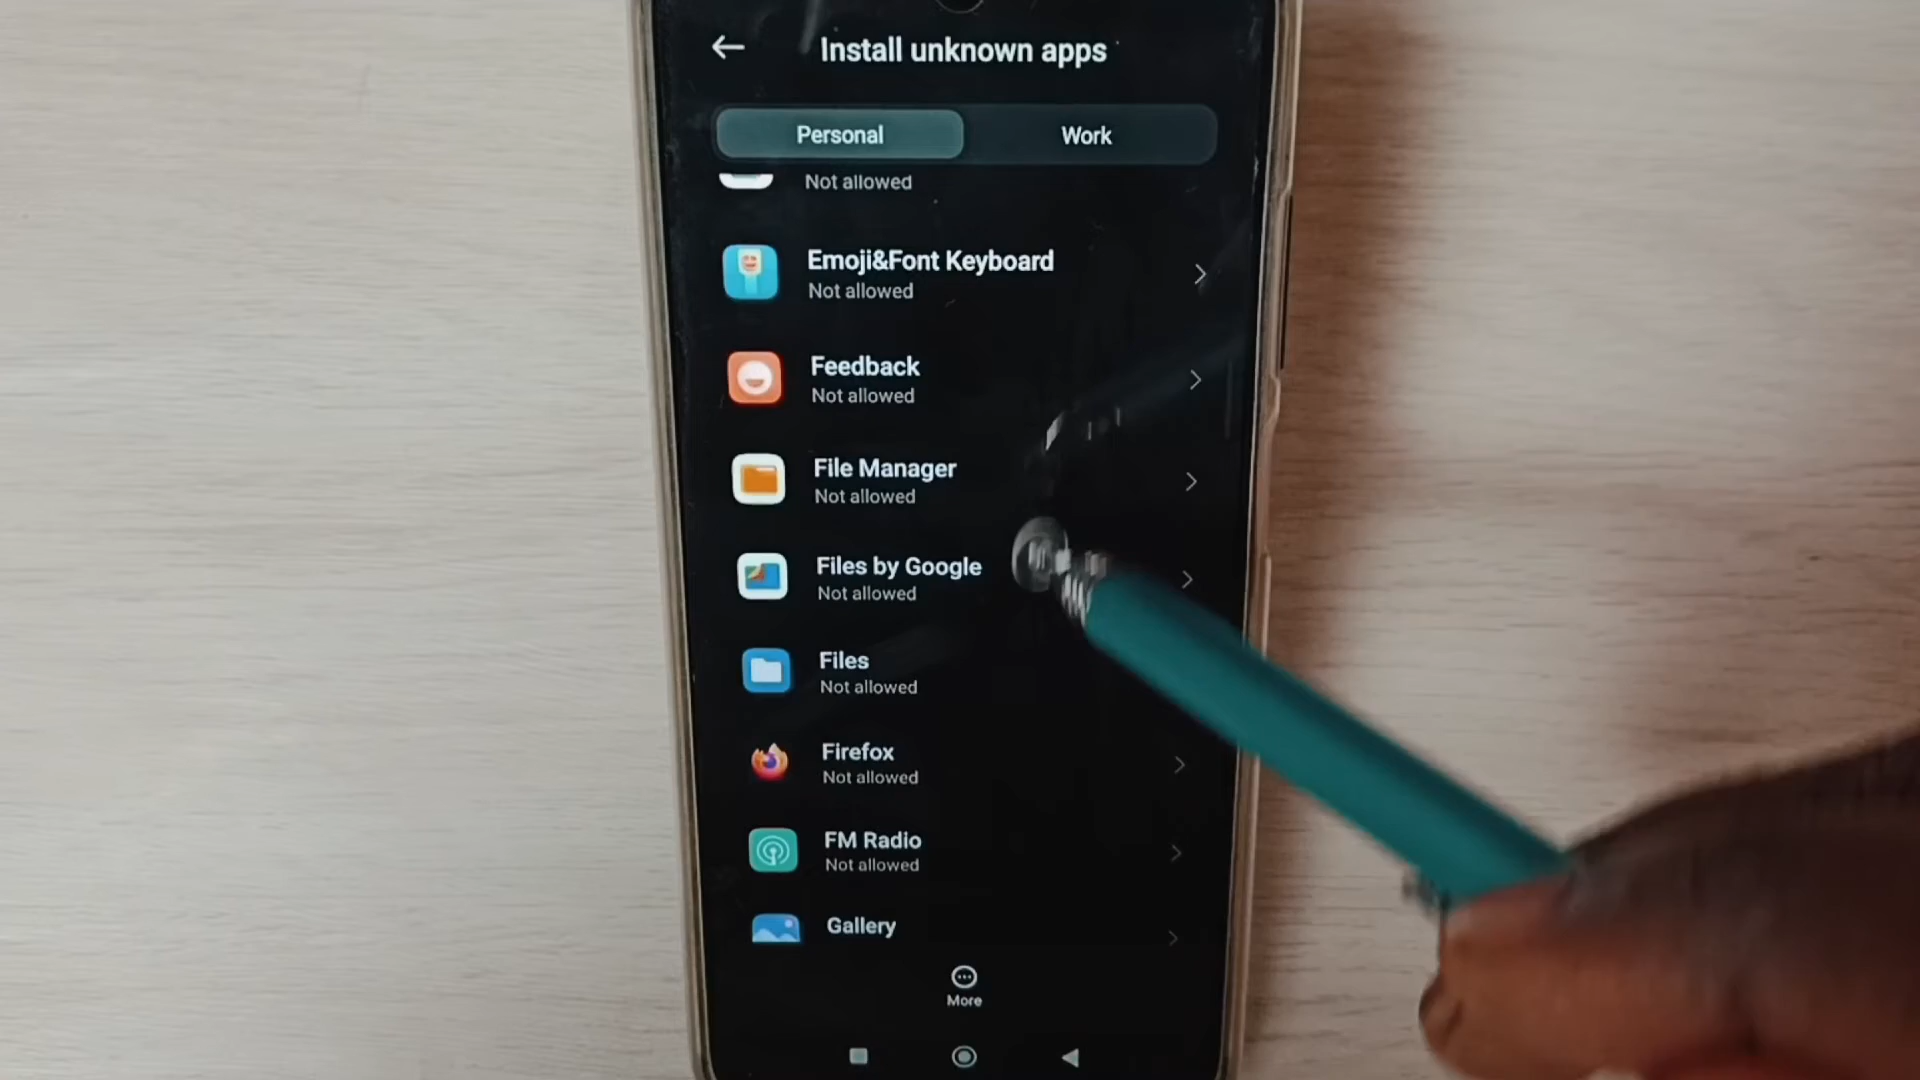 Install unknown apps
Personal
Work
Not allowed
Emoji&Font Keyboard
Not allowed
Feedback
Not allowed
File Manager
Not allowed
Files by Google
Not allowed
Files
Not allowed
Firefox
Not allowed
FM Radio
Not allowed
Gallery
More